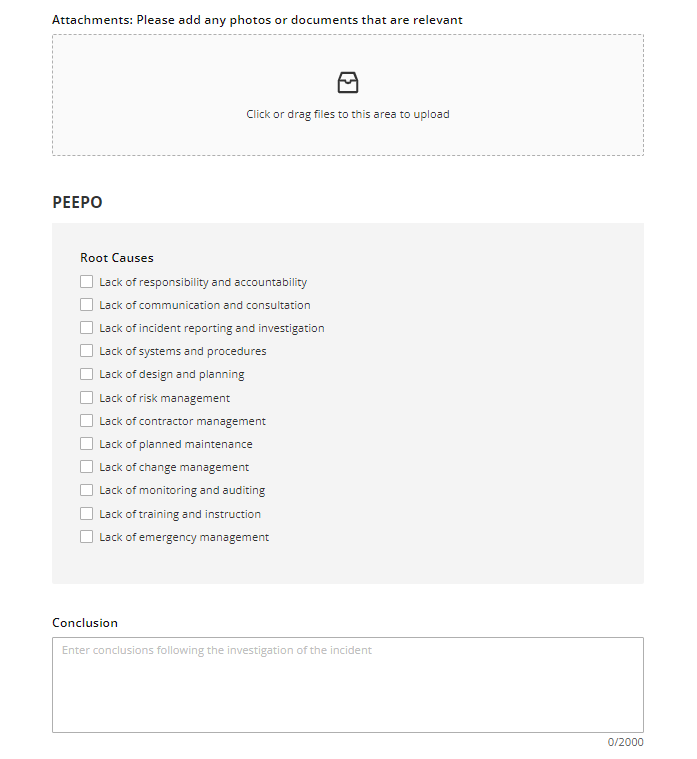 Attachments: Please add any photos or documents that are relevant
Click or drag files to this area to upload
PEEPO
Root Causes
Lack of responsibility and accountability
Lack of communication and consultation
Lack of incident reporting and investigation
Lack of systems and procedures
Lack of design and planning
Lack of risk management
Lack of contractor management
Lack of planned maintenance
Lack of change management
Lack of monitoring and auditing
Lack of training and instruction
Lack of emergency management
Conclusion
Enter conclusions following the investigation of the incident
0/2000